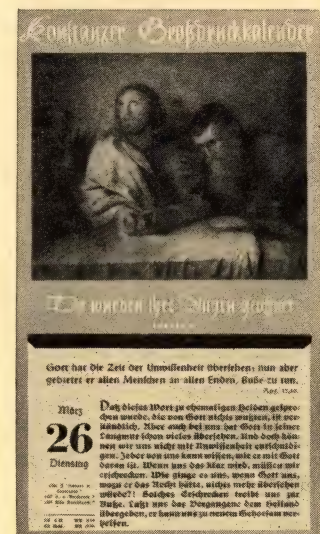 Konstanzer Großdruckkalender
Da wurden ihre Augen geöffnet
Gott hat die Zeit der Unwissenheit übersehen; nun aber
gebietet er allen Menschen an allen Enden, Buße zu tun.
Apg. 17,30.
März
26
Dienstag
Daß dieses Wort zu ehemaligen Heiden gespro-
chen wurde, die von Gott nichts wußten, ist ver-
ständlich. Aber auch bei uns hat Gott in seiner
Langmut schon vieles übersehen. Und doch kön-
nen wir uns nicht mit Unwissenheit entschuldi-
gen. Jeder von uns kann wissen, wie er mit Gott
daran ist. Wenn uns das klar wird, müssen wir
erschrecken. Wie ginge es uns, wenn Gott uns,
wozu er das Recht hätte, nichts mehr übersehen
würde?! Solches Erschrecken treibt uns zur
Buße. Laßt uns das Vergangene dem Heiland
übergeben, er kann uns zu neuem Gehorsam ver-
helfen.